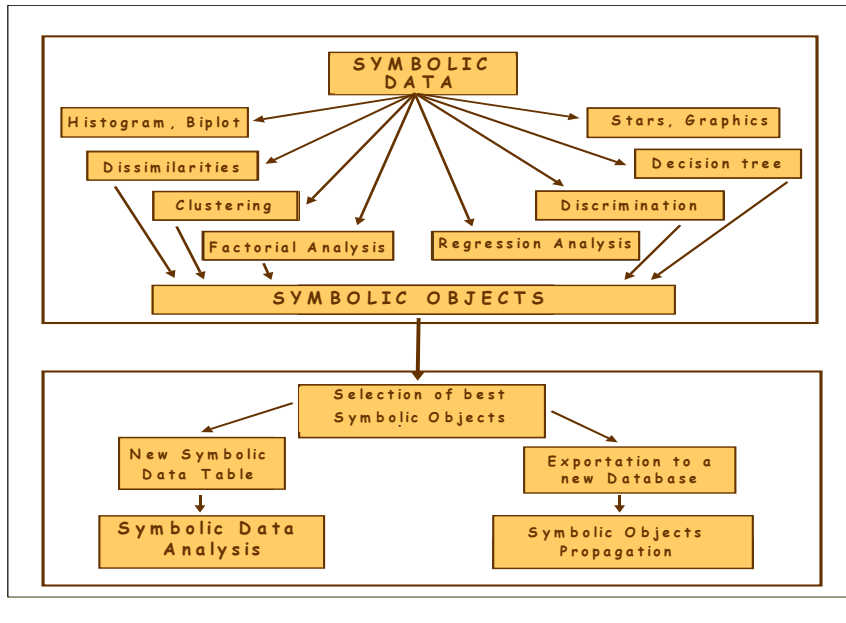 SYMBOLIC
DATA
Histogram, Biplot
Stars, Graphics
Dissimilarities
Decision tree
Clustering
Discrimination
Factorial Analysis
Regression Analysis
SYMBOLIC OBJECTS
Selection of best
Symbolic Objects
New Symbolic
Data Table
Exportation to a
new Database
Symbolic Data
Analysis
Symbolic Objects
Propagation